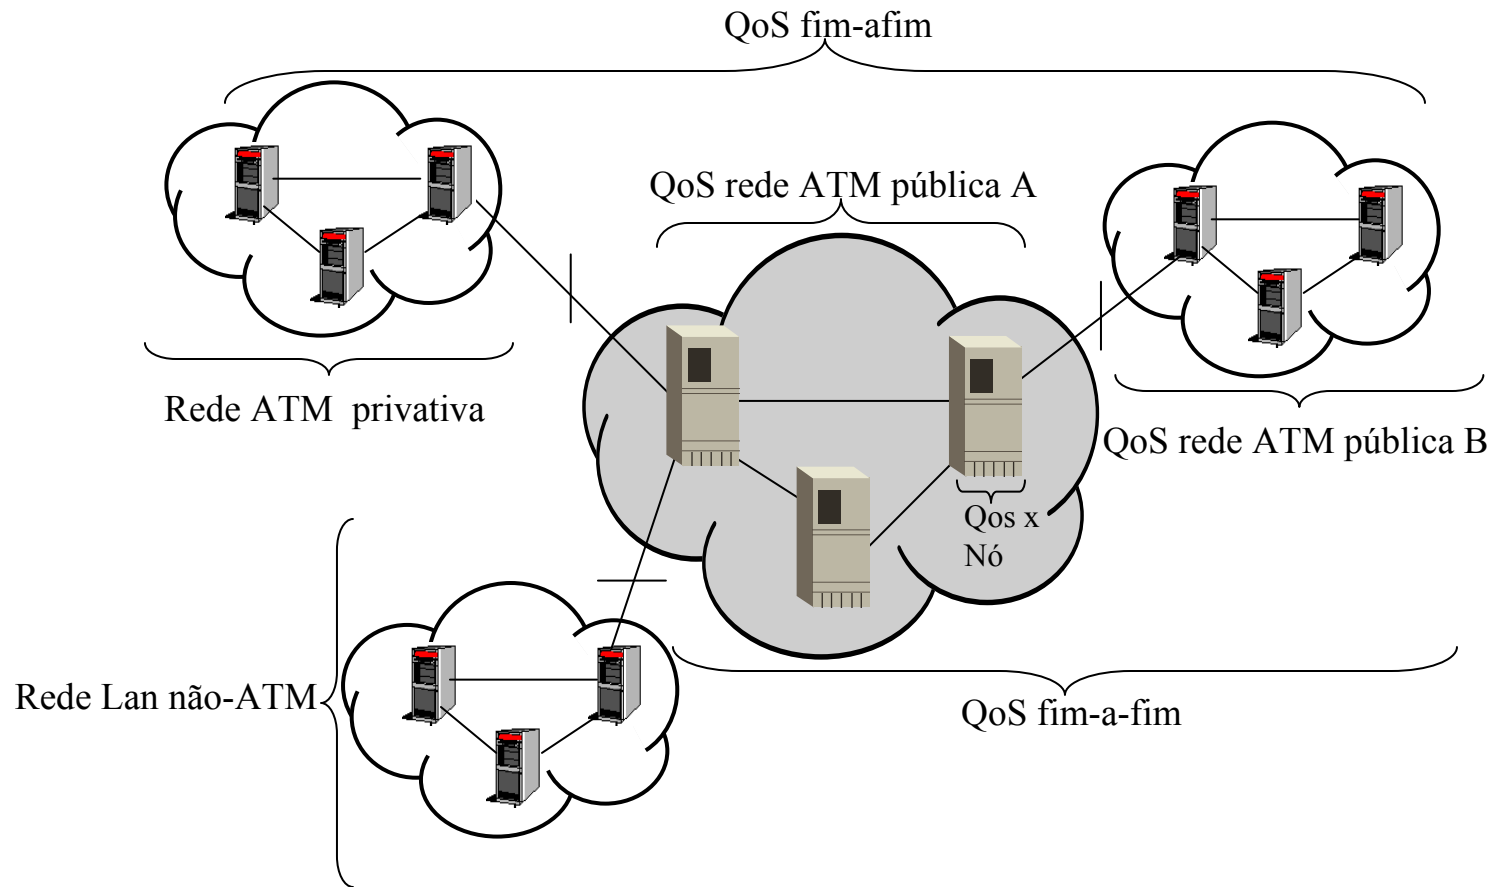 QoS fim-afim
QoS rede ATM pública A
Rede ATM privativa
QoS rede ATM pública B
Qos x
Nó
Rede Lan não-ATM
QoS fim-a-fim